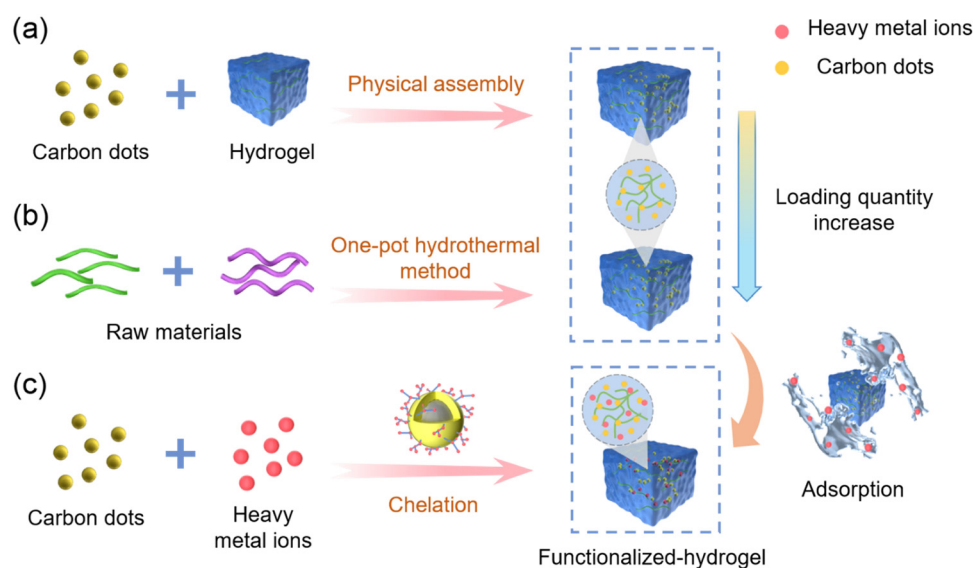 (a)
Carbon dots
Hydrogel
Physical assembly
Heavy metal ions
Carbon dots
Loading quantity
increase
(b)
Raw materials
One-pot hydrothermal
method
(c)
Carbon dots
Heavy
metal ions
Chelation
Functionalized-hydrogel
Adsorption